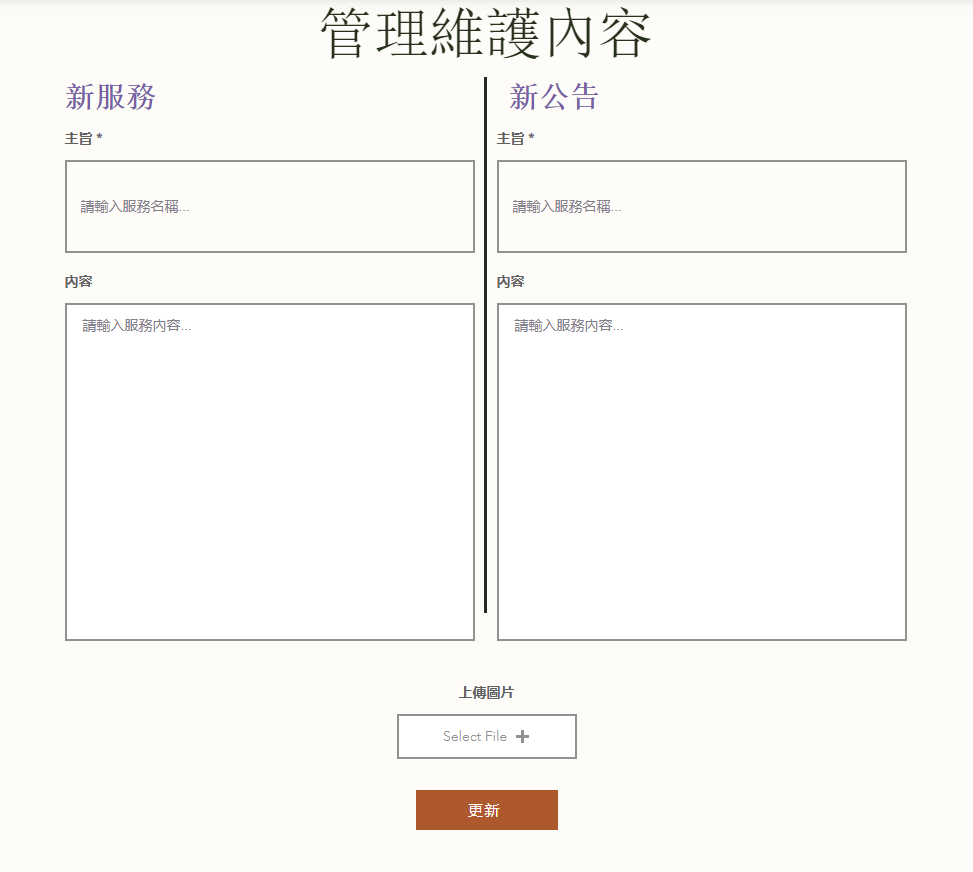 管理維護內容
新服務
主旨 *
請輸入服務名稱...
內容
請輸入服務內容...
新公告
主旨 *
請輸入服務名稱...
內容
請輸入服務內容...
上傳圖片
Select File +
更新